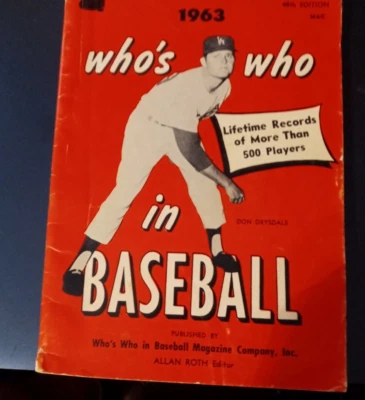 1963
48th EDITION
who's who
Lifetime Records
of More Than
500 Players
DON DRYSDALE
in
BASEBALL
PUBLISHED BY
Who's Who in Baseball Magazine Company, Inc.
ALLAN ROTH Editor